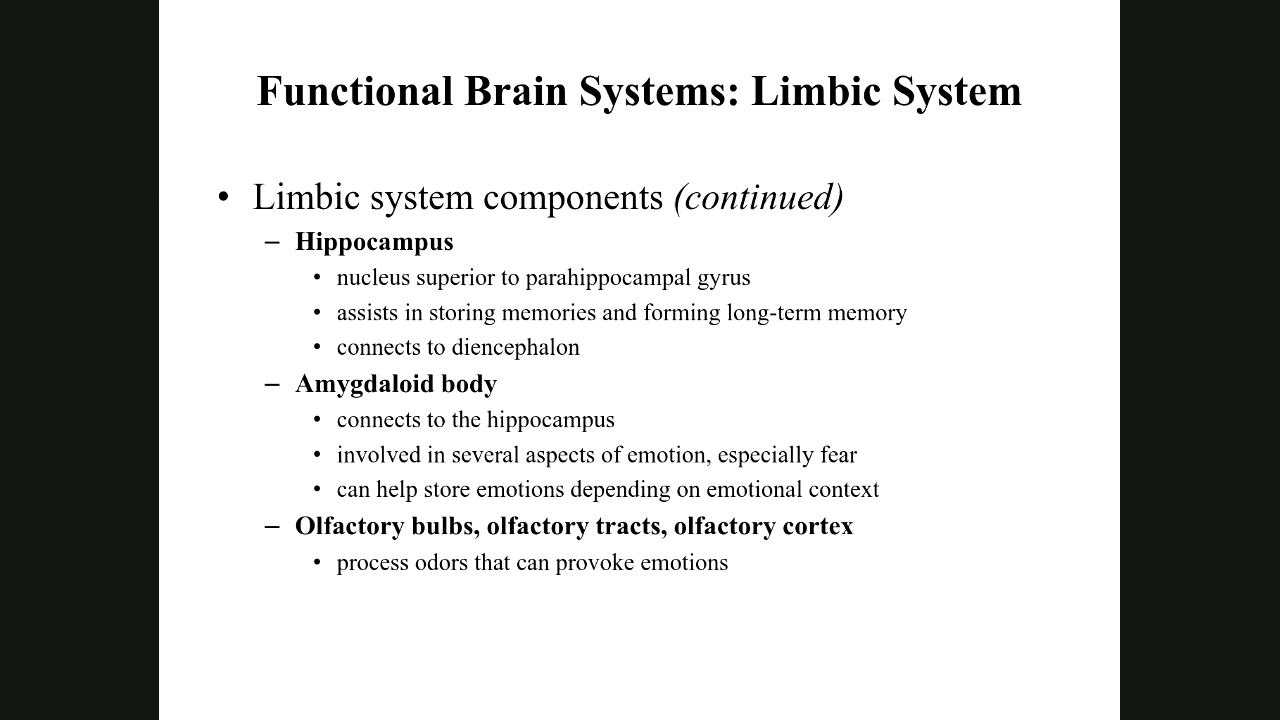 Functional Brain Systems: Limbic System
• Limbic system components (continued)
– Hippocampus
• nucleus superior to parahippocampal gyrus
• assists in storing memories and forming long-term memory
• connects to diencephalon
– Amygdaloid body
• connects to the hippocampus
• involved in several aspects of emotion, especially fear
• can help store emotions depending on emotional context
– Olfactory bulbs, olfactory tracts, olfactory cortex
• process odors that can provoke emotions